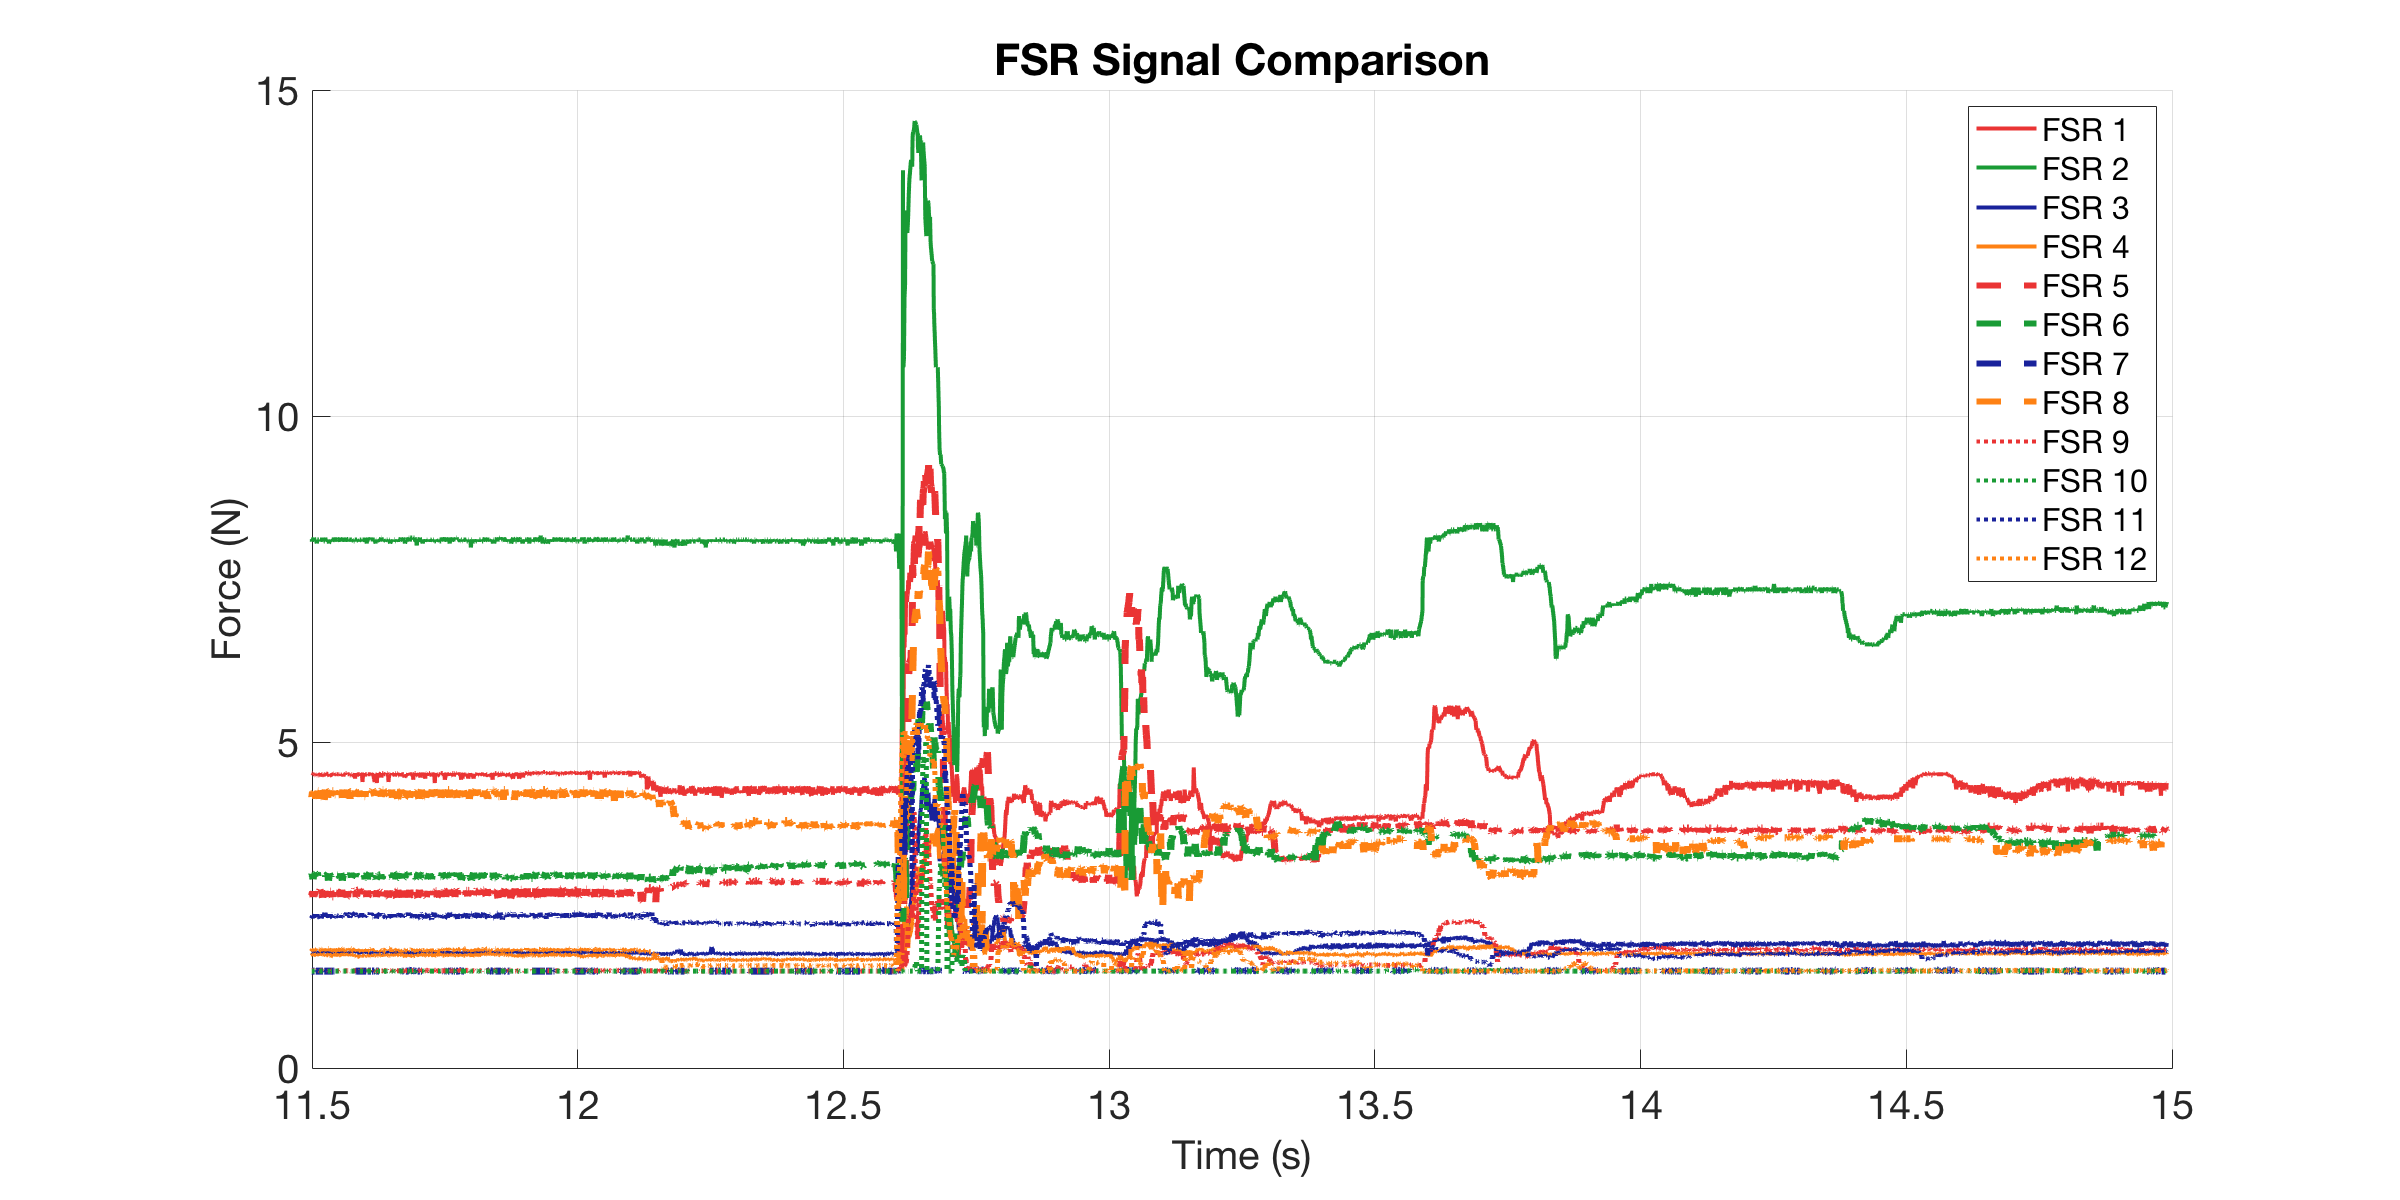 FSR Signal Comparison
15
10
5
0
Force (N)
FSR 1
FSR 2
FSR 3
FSR 4
FSR 5
FSR 6
FSR 7
FSR 8
FSR 9
FSR 10
FSR 11
FSR 12
11.5 12 12.5 13 13.5 14 14.5 15
Time (s)